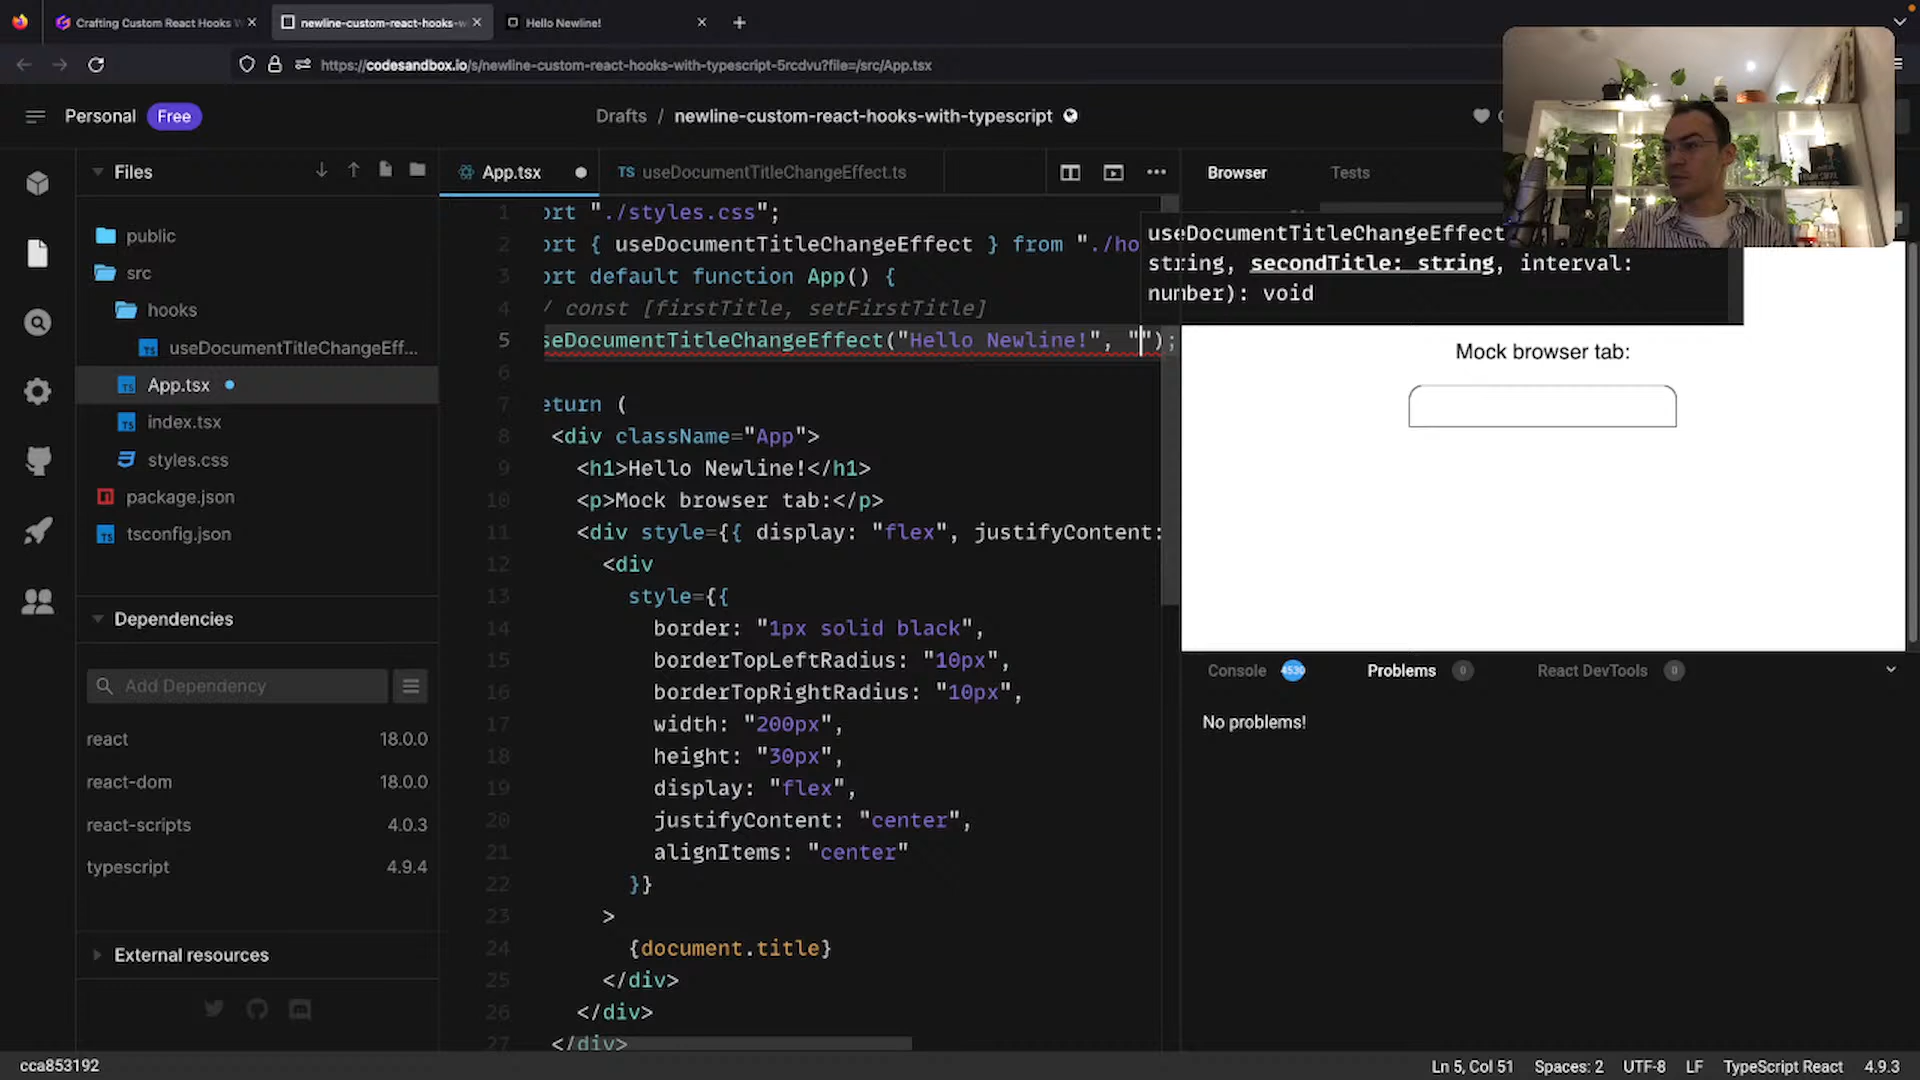 Crafting Custom React Hooks W
newline-custom-react-hooks-w
Hello Newline!
https://codesandbox.io/s/newline-custom-react-hooks-with-typescript-5rcdvu?file=/src/App.tsx
Personal
Free
Drafts / newline-custom-react-hooks-with-typescript
Files
App.tsx
TS useDocumentTitleChangeEffect.ts
Browser
Tests
public
src
hooks
TS useDocumentTitleChangeEff...
TS App.tsx
TS index.tsx
styles.css
package.json
TS tsconfig.json
Dependencies
Add Dependency
react 18.0.0
react-dom 18.0.0
react-scripts 4.0.3
typescript 4.9.4
External resources
1 ort "./styles.css";
2 ort { useDocumentTitleChangeEffect } from "./ho
3 ort default function App() {
4 / const [firstTitle, setFirstTitle]
5 seDocumentTitleChangeEffect("Hello Newline!", "");
6
7 eturn (
8 <div className="App">
9 <h1>Hello Newline!</h1>
10 <p>Mock browser tab:</p>
11 <div style={{ display: "flex", justifyContent:
12 <div
13 style={{
14 border: "1px solid black",
15 borderTopLeftRadius: "10px",
16 borderTopRightRadius: "10px",
17 width: "200px",
18 height: "30px",
19 display: "flex",
20 justifyContent: "center",
21 alignItems: "center"
22 }}
23 >
24 {document.title}
25 </div>
26 </div>
27 </div>
useDocumentTitleChangeEffect
string, secondTitle: string, interval:
number): void
Mock browser tab:
Console 4530
Problems 0
React DevTools 0
No problems!
cca853192
Ln 5, Col 51
Spaces: 2
UTF-8
LF
TypeScript React
4.9.3